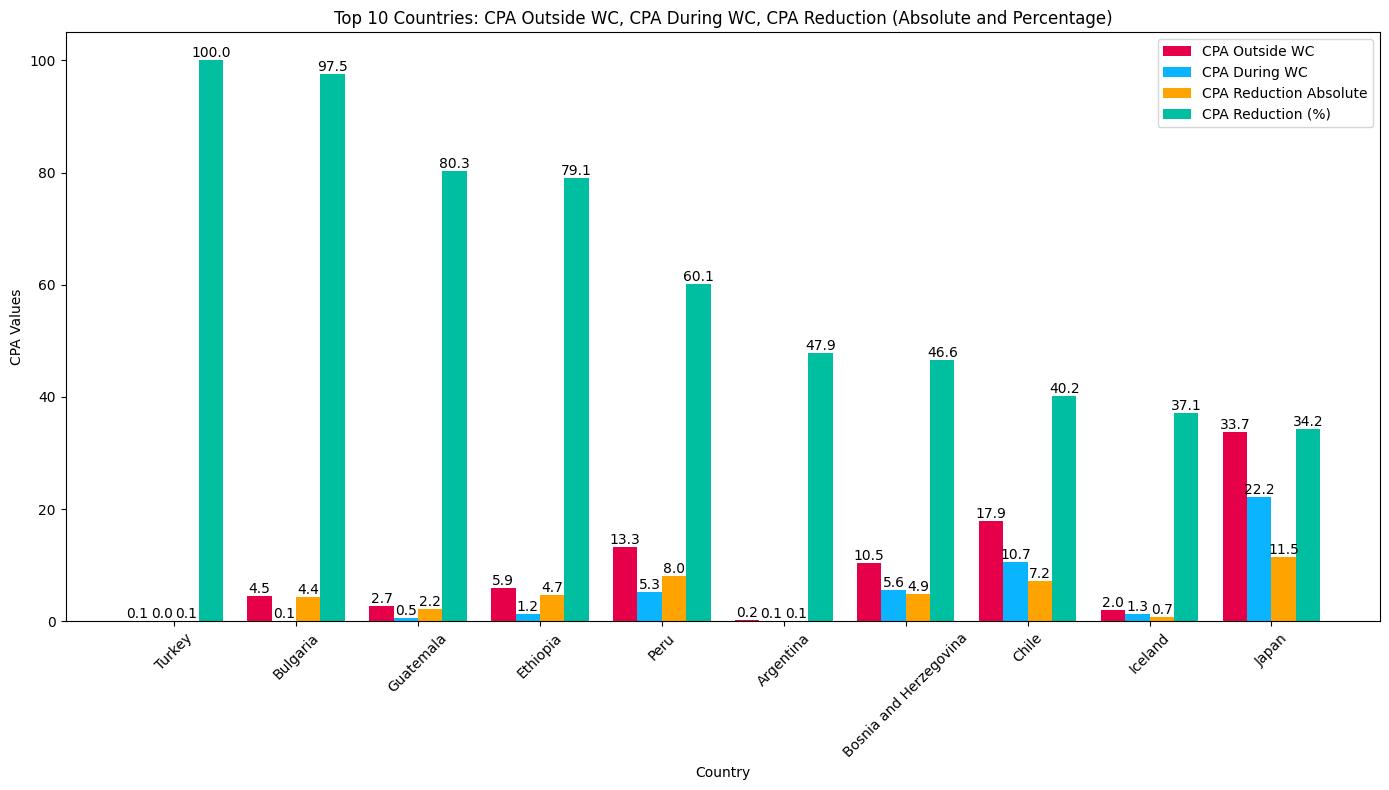 Top 10 Countries: CPA Outside WC, CPA During WC, CPA Reduction (Absolute and Percentage)
CPA Outside WC
CPA During WC
CPA Reduction Absolute
CPA Reduction (%)
CPA Values
100
80
60
40
20
0
0.1 0.0 0.1 100.0
4.5 0.1 4.4 97.5
2.7 0.5 2.2 80.3
5.9 1.2 4.7 79.1
13.3 5.3 8.0 60.1
0.2 0.1 0.1 47.9
10.5 5.6 4.9 46.6
17.9 10.7 7.2 40.2
2.0 1.3 0.7 37.1
33.7 22.2 11.5 34.2
Turkey
Bulgaria
Guatemala
Ethiopia
Peru
Argentina
Bosnia and Herzegovina
Chile
Iceland
Japan
Country